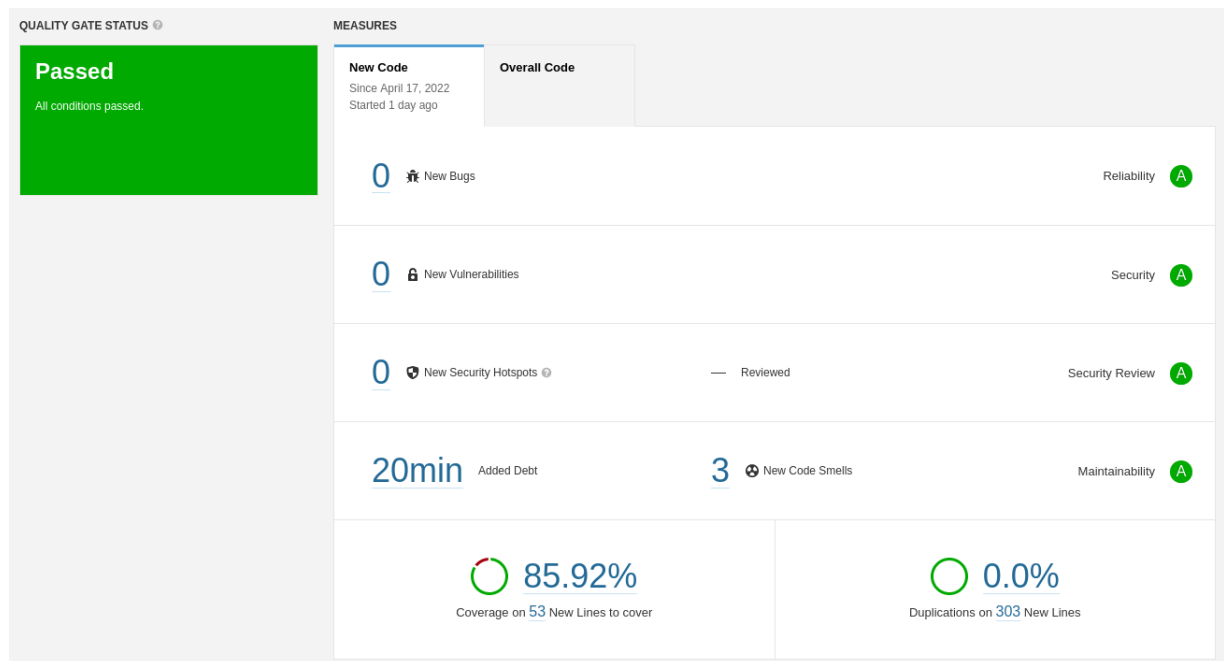 QUALITY GATE STATUS
Passed
All conditions passed.
MEASURES
New Code
Since April 17, 2022
Started 1 day ago
Overall Code
0 New Bugs
Reliability A
0 New Vulnerabilities
Security A
0 New Security Hotspots ?
— Reviewed
Security Review A
20min Added Debt
3 New Code Smells
Maintainability A
85.92%
Coverage on 53 New Lines to cover
0.0%
Duplications on 303 New Lines